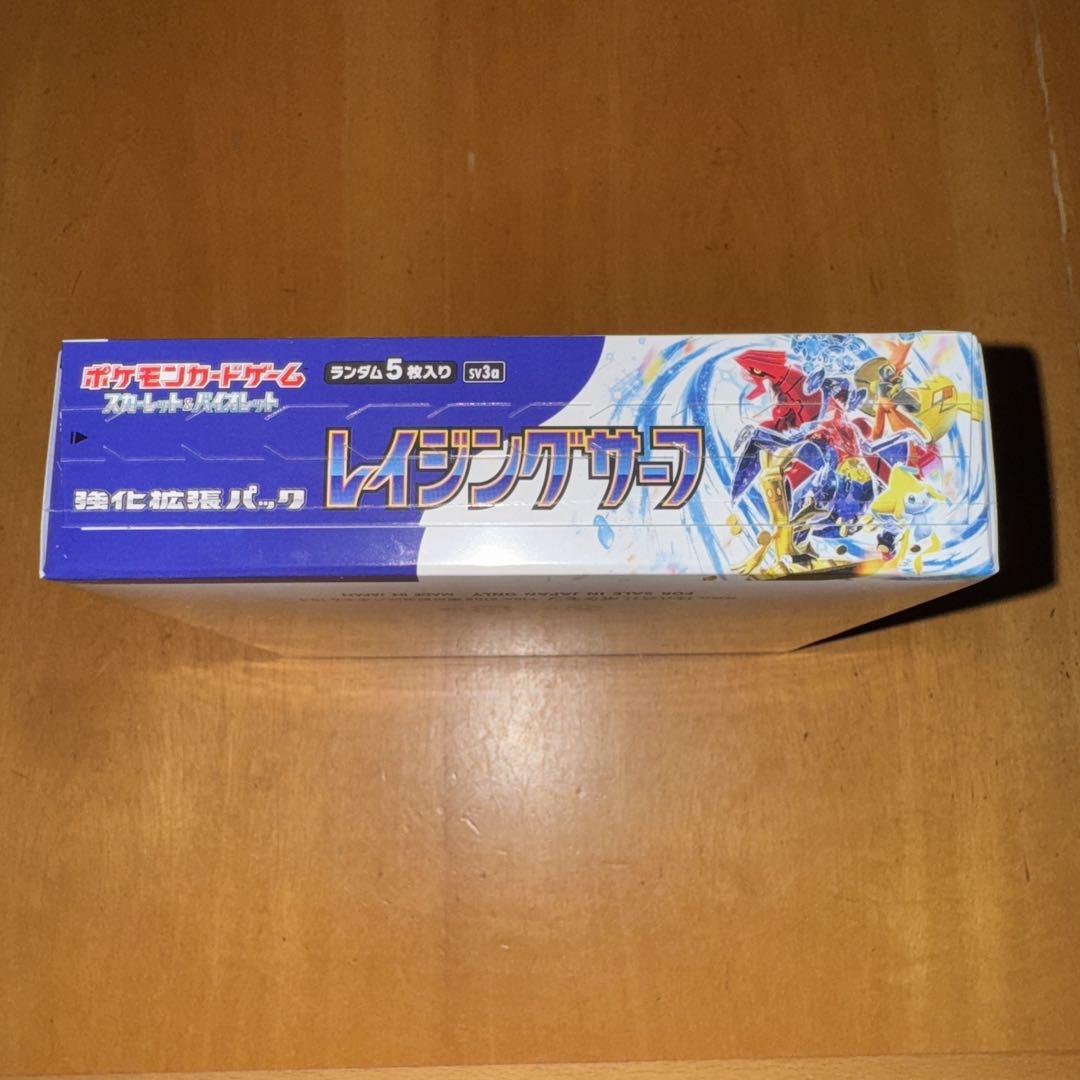 ポケモンカードゲーム
スカーレット&バイオレット
ランダム5枚入り
SV3a
レイジングサーフ
強化拡張パック
FOR SALE IN JAPAN ONLY MADE IN JAPAN